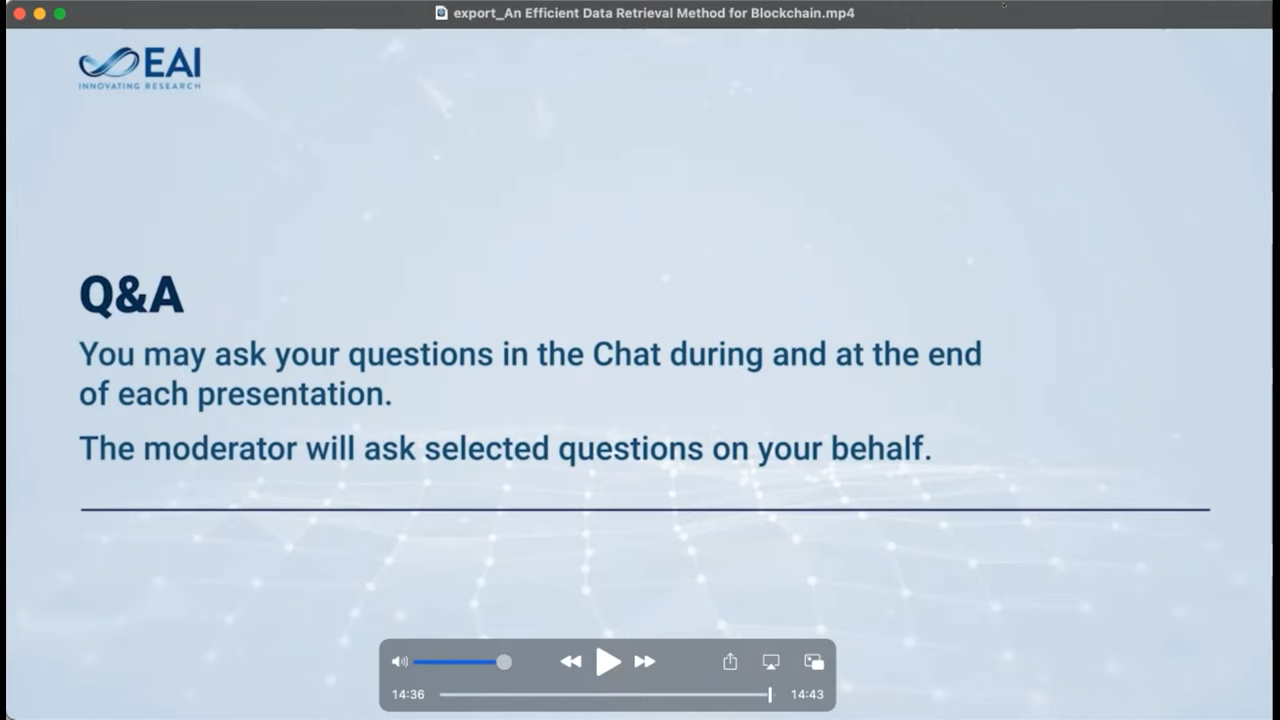 export_An Efficient Data Retrieval Method for Blockchain.mp4
EAI
INNOVATING RESEARCH
Q&A
You may ask your questions in the Chat during and at the end
of each presentation.
The moderator will ask selected questions on your behalf.
14:36
14:43